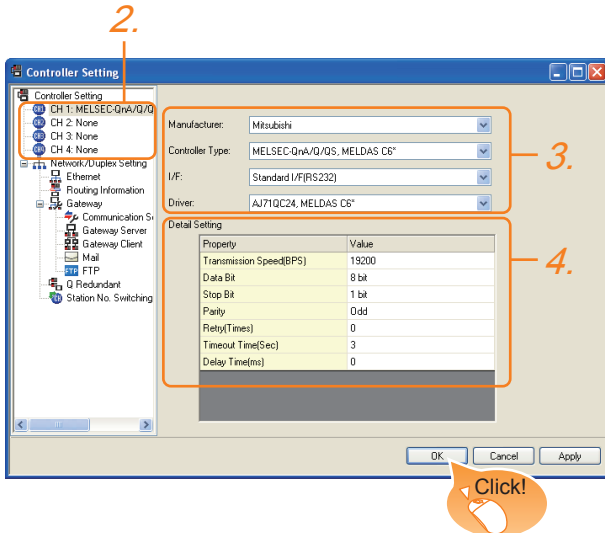 2.
Controller Setting
Controller Setting
CH 1: MELSEC-QnA/Q/Q
CH 2: None
CH 3: None
CH 4: None
Network/Duplex Setting
Ethernet
Routing Information
Gateway
Communication Se
Gateway Server
Gateway Client
Mail
FTP FTP
Q Redundant
Station No. Switching
Manufacturer: Mitsubishi
Controller Type: MELSEC-QnA/Q/QS, MELDAS C6*
I/F: Standard I/F(RS232)
Driver: AJ71QC24, MELDAS C6*
3.
Detail Setting
Property Value
Transmission Speed(BPS) 19200
Data Bit 8 bit
Stop Bit 1 bit
Parity Odd
Retry(Times) 0
Timeout Time(Sec) 3
Delay Time(ms) 0
4.
OK Cancel Apply
Click!